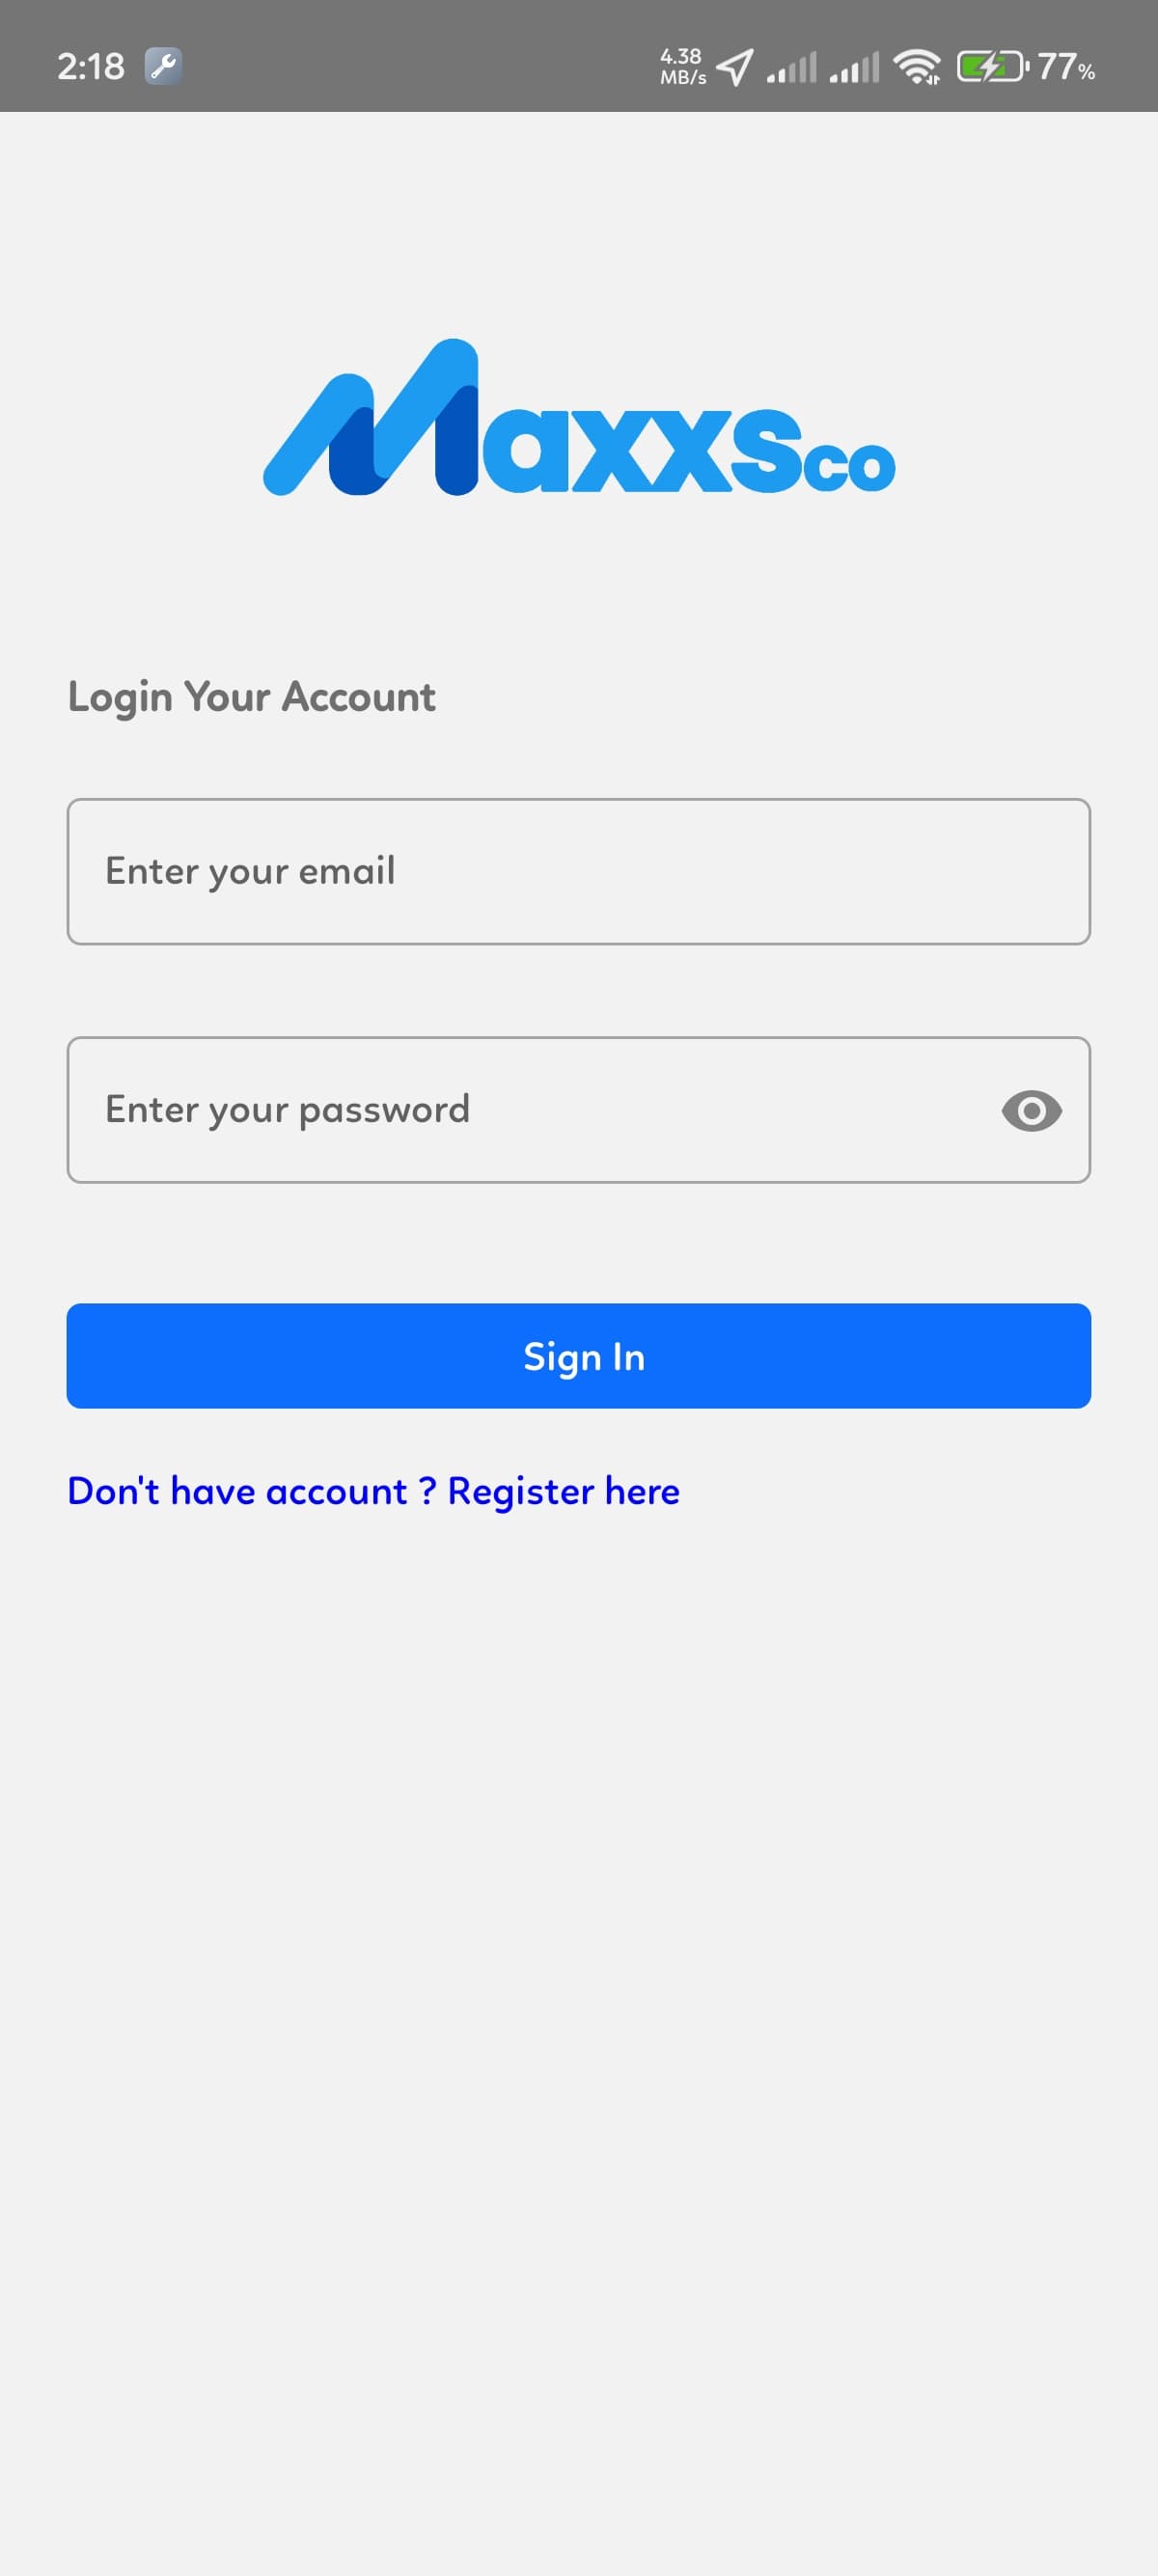 2:18
4.38
MB/s
77%
Maxxsco
Login Your Account
Enter your email
Enter your password
Sign In
Don't have account ? Register here